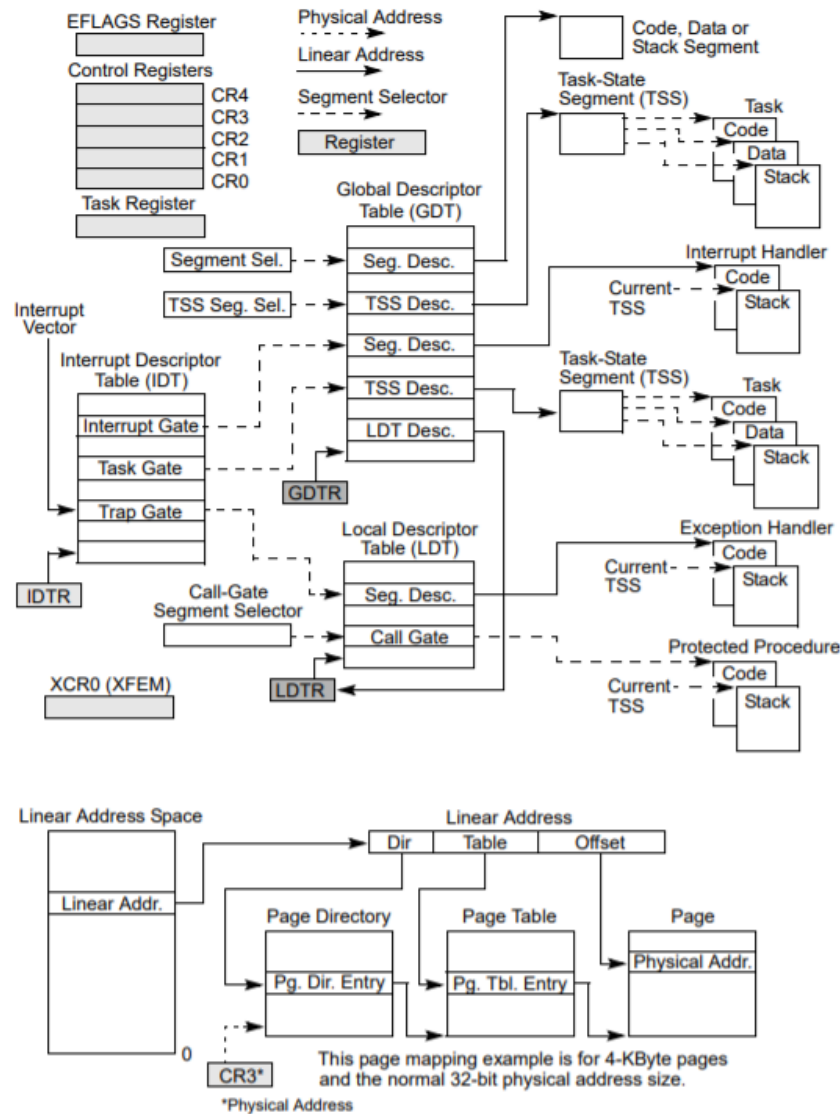 EFLAGS Register
Control Registers
CR4
CR3
CR2
CR1
CR0
Task Register
Physical Address
Linear Address
Segment Selector
Register
Code, Data or
Stack Segment
Task-State
Segment (TSS)
Task
Code
Data
Stack
Global Descriptor
Table (GDT)
Segment Sel.
Seg. Desc.
TSS Seg. Sel.
TSS Desc.
Interrupt Handler
Code
Current
TSS
Stack
Interrupt
Vector
Seg. Desc.
Interrupt Descriptor
Table (IDT)
Task-State
Segment (TSS)
Task
Code
Data
Stack
TSS Desc.
Interrupt Gate
LDT Desc.
Task Gate
GDTR
Trap Gate
IDTR
Local Descriptor
Table (LDT)
Exception Handler
Code
Current
TSS
Stack
Seg. Desc.
Call-Gate
Segment Selector
Call Gate
Protected Procedure
Code
Current
TSS
Stack
LDTR
XCR0 (XFEM)
Linear Address Space
Linear Address
Dir
Table
Offset
Linear Addr.
Page Directory
Page Table
Page
Physical Addr.
Pg. Dir. Entry
Pg. Tbl. Entry
0
CR3*
This page mapping example is for 4-KByte pages
and the normal 32-bit physical address size.
*Physical Address